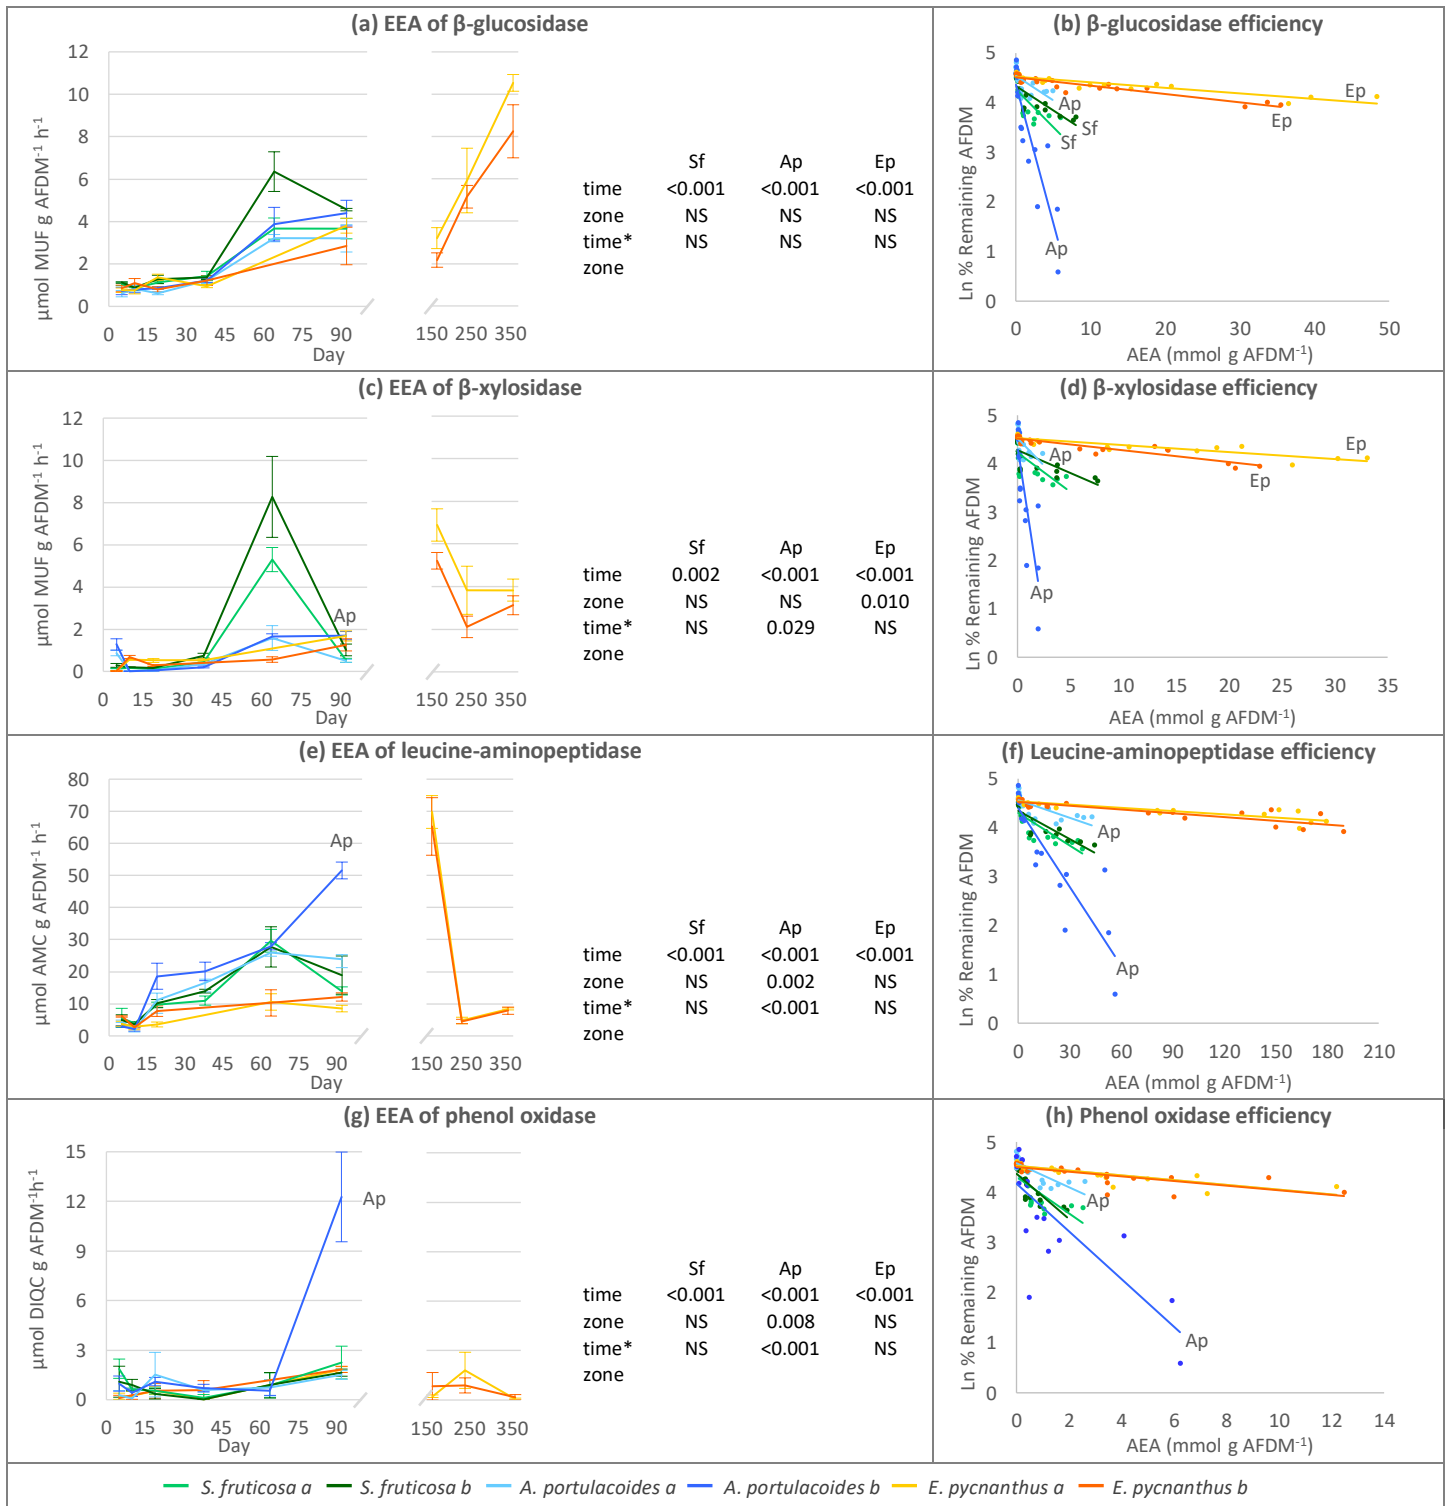 (a) EEA of β-glucosidase
12
10
8
6
4
2
0
µmol MUF g AFDM⁻¹ h⁻¹
0 15 30 45 60 75 90 150 250 350
Day
Sf Ap Ep
time <0.001 <0.001 <0.001
zone NS NS NS
time* NS NS NS
zone
(b) β-glucosidase efficiency
5
4
3
2
1
0
Ln % Remaining AFDM
Ep
Ap
Ep
Sf
Sf
Ap
0 10 20 30 40 50
AEA (mmol g AFDM⁻¹)
(c) EEA of β-xylosidase
12
10
8
6
4
2
0
µmol MUF g AFDM⁻¹ h⁻¹
Ap
0 15 30 45 60 75 90 150 250 350
Day
Sf Ap Ep
time 0.002 <0.001 <0.001
zone NS NS 0.010
time* NS 0.029 NS
zone
(d) β-xylosidase efficiency
5
4
3
2
1
0
Ln % Remaining AFDM
Ep
Ap
Ep
Ap
0 5 10 15 20 25 30 35
AEA (mmol g AFDM⁻¹)
(e) EEA of leucine-aminopeptidase
80
70
60
50
40
30
20
10
0
µmol AMC g AFDM⁻¹ h⁻¹
Ap
0 15 30 45 60 75 90 150 250 350
Day
Sf Ap Ep
time <0.001 <0.001 <0.001
zone NS 0.002 NS
time* NS <0.001 NS
zone
(f) Leucine-aminopeptidase efficiency
5
4
3
2
1
0
Ln % Remaining AFDM
Ap
Ap
0 30 60 90 120 150 180 210
AEA (mmol g AFDM⁻¹)
(g) EEA of phenol oxidase
15
12
9
6
3
0
µmol DIQC g AFDM⁻¹h⁻¹
Ap
0 15 30 45 60 75 90 150 250 350
Day
Sf Ap Ep
time <0.001 <0.001 <0.001
zone NS 0.008 NS
time* NS <0.001 NS
zone
(h) Phenol oxidase efficiency
5
4
3
2
1
0
Ln % Remaining AFDM
Ap
Ap
0 2 4 6 8 10 12 14
AEA (mmol g AFDM⁻¹)
S. fruticosa a S. fruticosa b A. portulacoides a A. portulacoides b E. pycnanthus a E. pycnanthus b